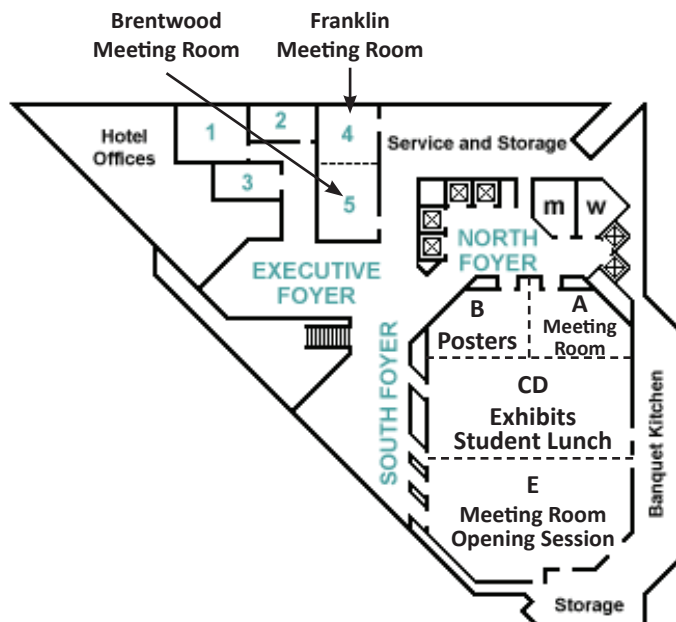 Brentwood
Meeting Room
Franklin
Meeting Room
Hotel
Offices
1
2
3
4
5
Service and Storage
m
w
NORTH
FOYER
EXECUTIVE
FOYER
SOUTH FOYER
B
Posters
A
Meeting
Room
CD
Exhibits
Student Lunch
E
Meeting Room
Opening Session
Banquet Kitchen
Storage